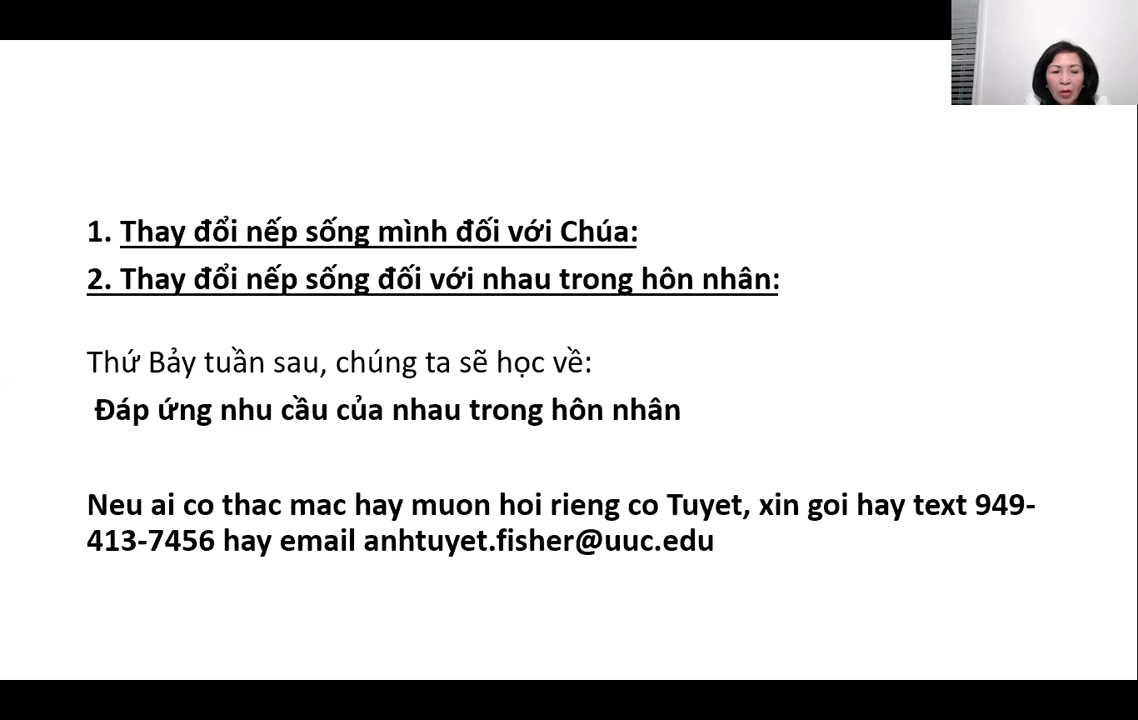 1. Thay đổi nếp sống mình đối với Chúa:
2. Thay đổi nếp sống đối với nhau trong hôn nhân:
Thứ Bảy tuần sau, chúng ta sẽ học về:
Đáp ứng nhu cầu của nhau trong hôn nhân
Neu ai co thac mac hay muon hoi rieng co Tuyet, xin goi hay text 949-
413-7456 hay email anhtuyet.fisher@uuc.edu